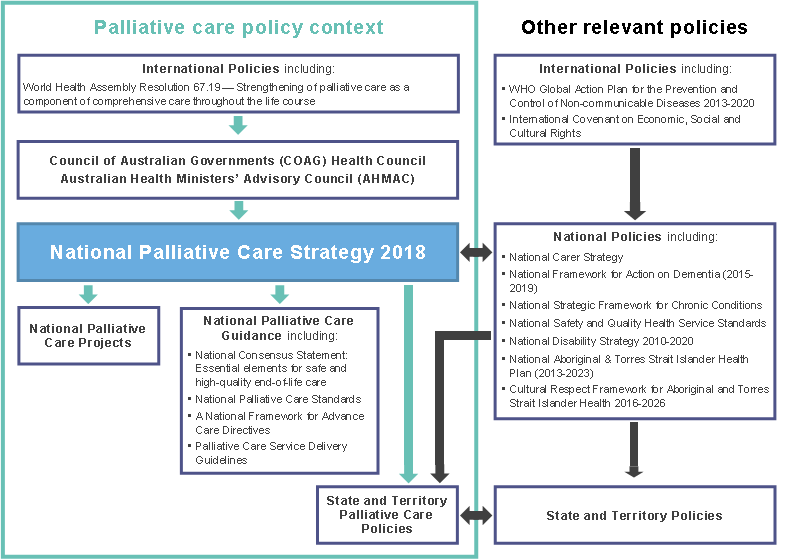 Palliative care policy context
International Policies including:
World Health Assembly Resolution 67.19 — Strengthening of palliative care as a
component of comprehensive care throughout the life course
Council of Australian Governments (COAG) Health Council
Australian Health Ministers’ Advisory Council (AHMAC)
National Palliative Care Strategy 2018
National Palliative
Care Projects
National Palliative Care
Guidance including:
• National Consensus Statement:
Essential elements for safe and
high-quality end-of-life care
• National Palliative Care Standards
• A National Framework for Advance
Care Directives
• Palliative Care Service Delivery
Guidelines
State and Territory
Palliative Care
Policies
Other relevant policies
International Policies including:
• WHO Global Action Plan for the Prevention and
Control of Non-communicable Diseases 2013-2020
• International Covenant on Economic, Social and
Cultural Rights
National Policies including:
• National Carer Strategy
• National Framework for Action on Dementia (2015-
2019)
• National Strategic Framework for Chronic Conditions
• National Safety and Quality Health Service Standards
• National Disability Strategy 2010-2020
• National Aboriginal & Torres Strait Islander Health
Plan (2013-2023)
• Cultural Respect Framework for Aboriginal and Torres
Strait Islander Health 2016-2026
State and Territory Policies